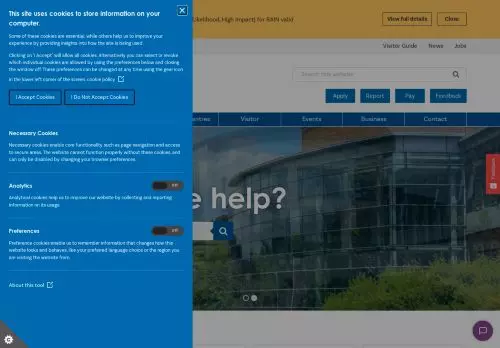 This site uses cookies to store information on your
computer.
Some of these cookies are essential, while others help us to improve your
experience by providing insights into how the site is being used.
Clicking on 'I Accept' will allow all cookies. Alternatively you can select or revoke
which individual cookies are allowed by using the preferences below and closing
the window off. These preferences can be changed at any time using the gear icon
in the lower left corner of the screen. cookie policy
I Accept Cookies
I Do Not Accept Cookies
Necessary Cookies
Necessary cookies enable core functionality such as page navigation and access
to secure areas. The website cannot function properly without these cookies, and
can only be disabled by changing your browser preferences.
Analytics
Off
Analytical cookies help us to improve our website by collecting and reporting
information on its usage.
Preferences
Off
Preference cookies enable us to remember information that changes how the
website looks and behaves, like your preferred language choice or the region you
are visiting the website from.
About this tool
Likelihood, High Impact) for RAIN valid
View full details
Close
Visitor Guide
News
Jobs
Search this website
Apply
Report
Pay
Feedback
entres
Visitor
Events
Business
Contact
e help?
Feedback